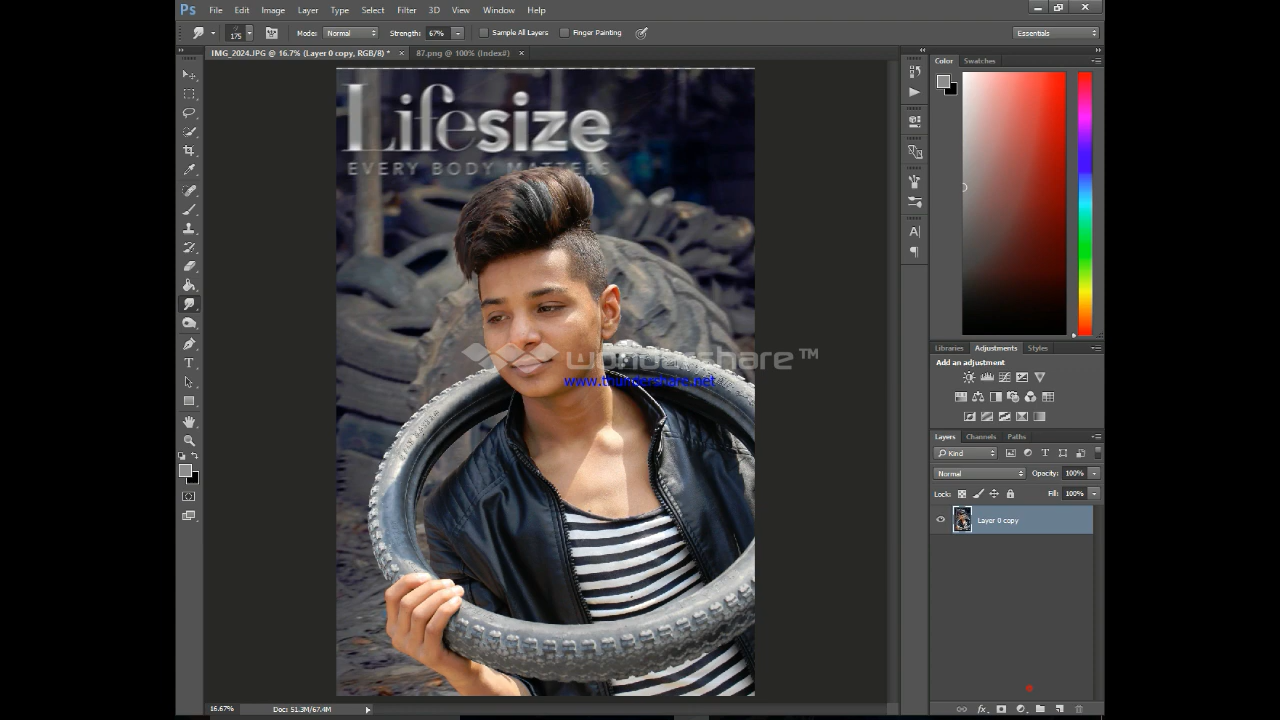 Ps File Edit Image Layer Type Select Filter 3D View Window Help
175 Mode: Normal Strength: 67% Sample All Layers Finger Painting Essentials
IMG_2024.JPG @ 16.7% (Layer 0 copy, RGB/8) * × 87.png @ 100% (Index#) ×
Color Swatches
Lifesize
EVERY BODY MATTERS
wondershare™
www.thundershare.net
Libraries Adjustments Styles
Add an adjustment
Layers Channels Paths
Kind
Normal Opacity: 100%
Lock: Fill: 100%
Layer 0 copy
16.67% Doc: 51.3M/67.4M